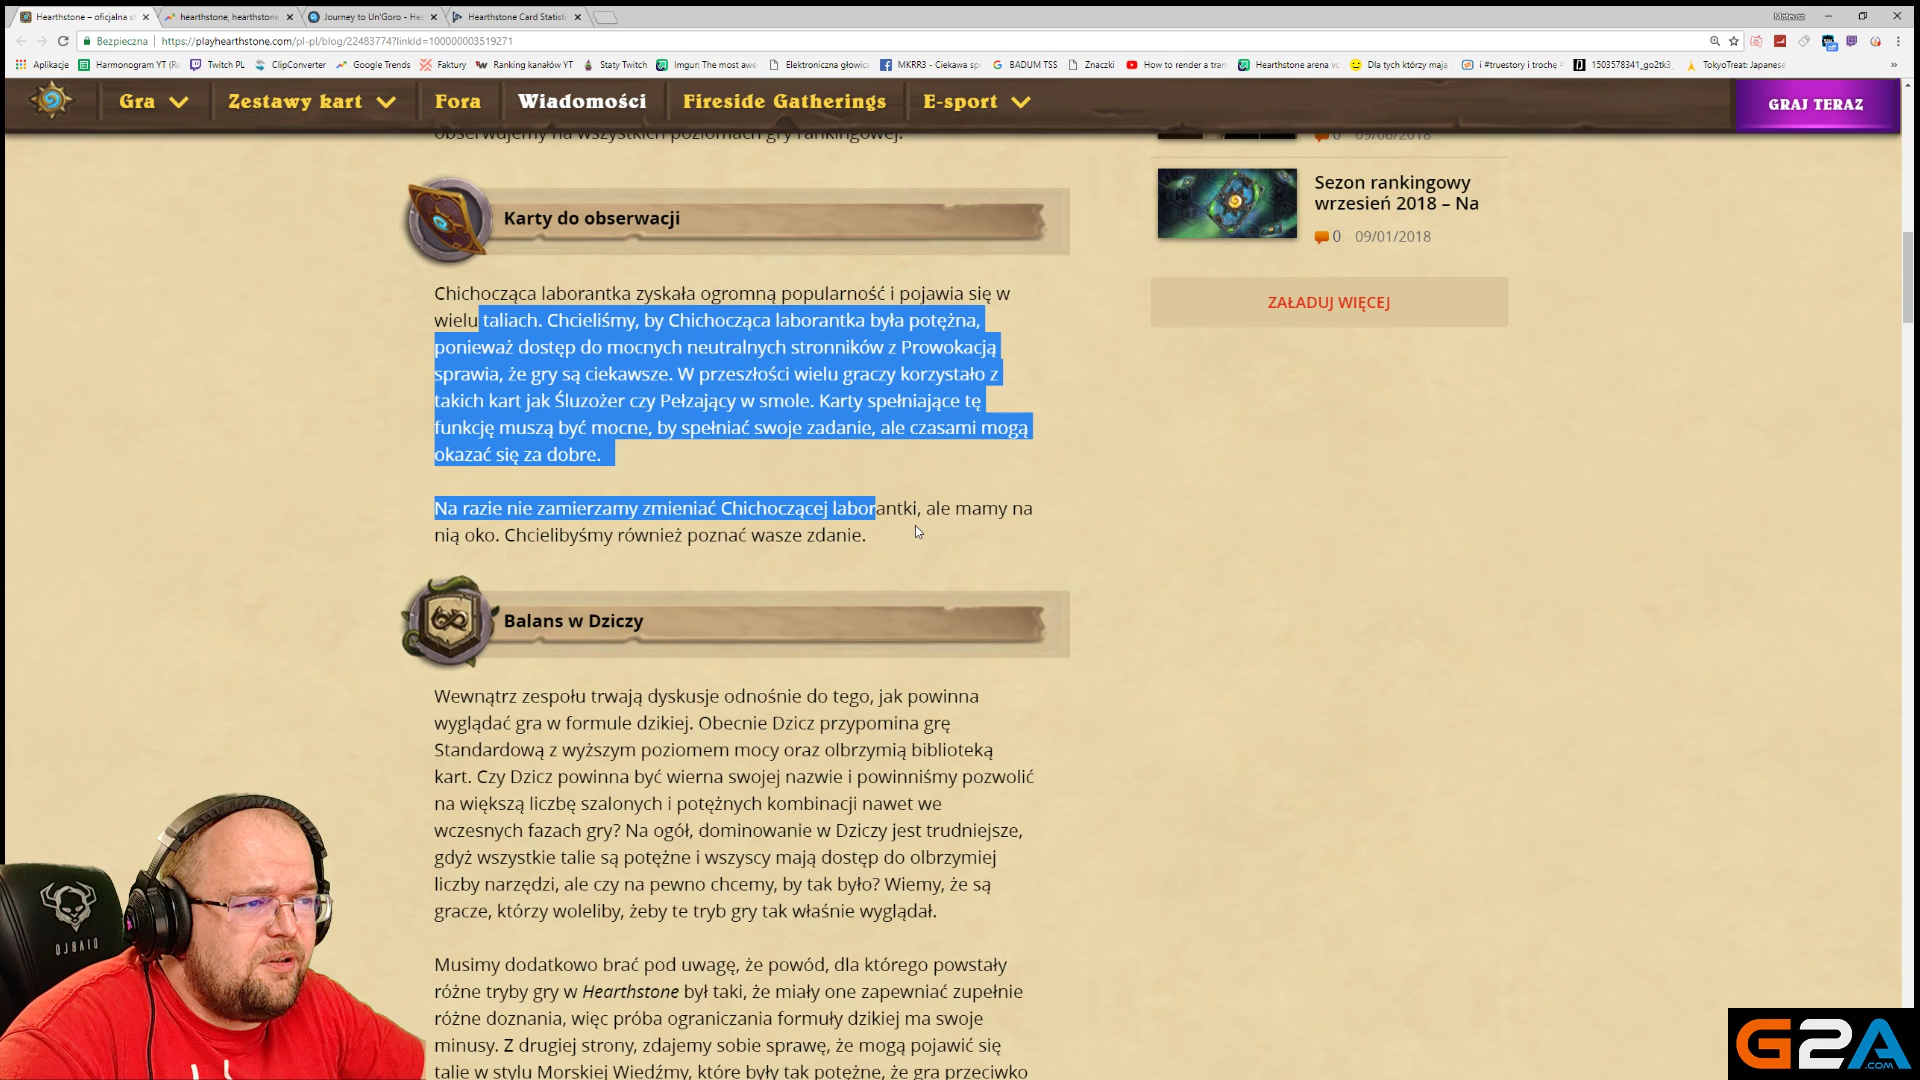 Hearthstone – oficjalna s
hearthstone, hearthstone
Journey to Un'Goro - He
Hearthstone Card Statisti
Mateusz
Bezpieczna
https://playhearthstone.com/pl-pl/blog/22483774?linkId=100000003519271
Aplikacje
Harmonogram YT (R
Twitch PL
ClipConverter
Google Trends
Faktury
Ranking kanałów YT
Staty Twitch
Imgur: The most awe
Elektroniczna głowic
MKRR3 - Ciekawa sp
BADUM TSS
Znaczki
How to render a tran
Hearthstone arena v
Dla tych którzy mają
i #truestory i trochę
1503578341_go2tk3
TokyoTreat: Japanese
Gra
Zestawy kart
Fora
Wiadomości
Fireside Gatherings
E-sport
GRAJ TERAZ
obserwujemy na wszystkich poziomach gry rankingowej.
Karty do obserwacji
Chichocząca laborantka zyskała ogromną popularność i pojawia się w
wielu taliach. Chcieliśmy, by Chichocząca laborantka była potężna,
ponieważ dostęp do mocnych neutralnych stronników z Prowokacją
sprawia, że gry są ciekawsze. W przeszłości wielu graczy korzystało z
takich kart jak Śluzożer czy Pełzający w smole. Karty spełniające tę
funkcję muszą być mocne, by spełniać swoje zadanie, ale czasami mogą
okazać się za dobre.
Na razie nie zamierzamy zmieniać Chichoczącej laborantki, ale mamy na
nią oko. Chcielibyśmy również poznać wasze zdanie.
Balans w Dziczy
Wewnątrz zespołu trwają dyskusje odnośnie do tego, jak powinna
wyglądać gra w formule dzikiej. Obecnie Dzicz przypomina grę
Standardową z wyższym poziomem mocy oraz olbrzymią biblioteką
kart. Czy Dzicz powinna być wierna swojej nazwie i powinniśmy pozwolić
na większą liczbę szalonych i potężnych kombinacji nawet we
wczesnych fazach gry? Na ogół, dominowanie w Dziczy jest trudniejsze,
gdyż wszystkie talie są potężne i wszyscy mają dostęp do olbrzymiej
liczby narzędzi, ale czy na pewno chcemy, by tak było? Wiemy, że są
gracze, którzy woleliby, żeby te tryb gry tak właśnie wyglądał.
Musimy dodatkowo brać pod uwagę, że powód, dla którego powstały
różne tryby gry w Hearthstone był taki, że miały one zapewniać zupełnie
różne doznania, więc próba ograniczania formuły dzikiej ma swoje
minusy. Z drugiej strony, zdajemy sobie sprawę, że mogą pojawić się
talie w stylu Morskiej Wiedźmy, które były tak potężne, że gra przeciwko
0 09/06/2018
Sezon rankingowy
wrzesień 2018 – Na
0 09/01/2018
ZAŁADUJ WIĘCEJ
DIABLO
G2A
.COM